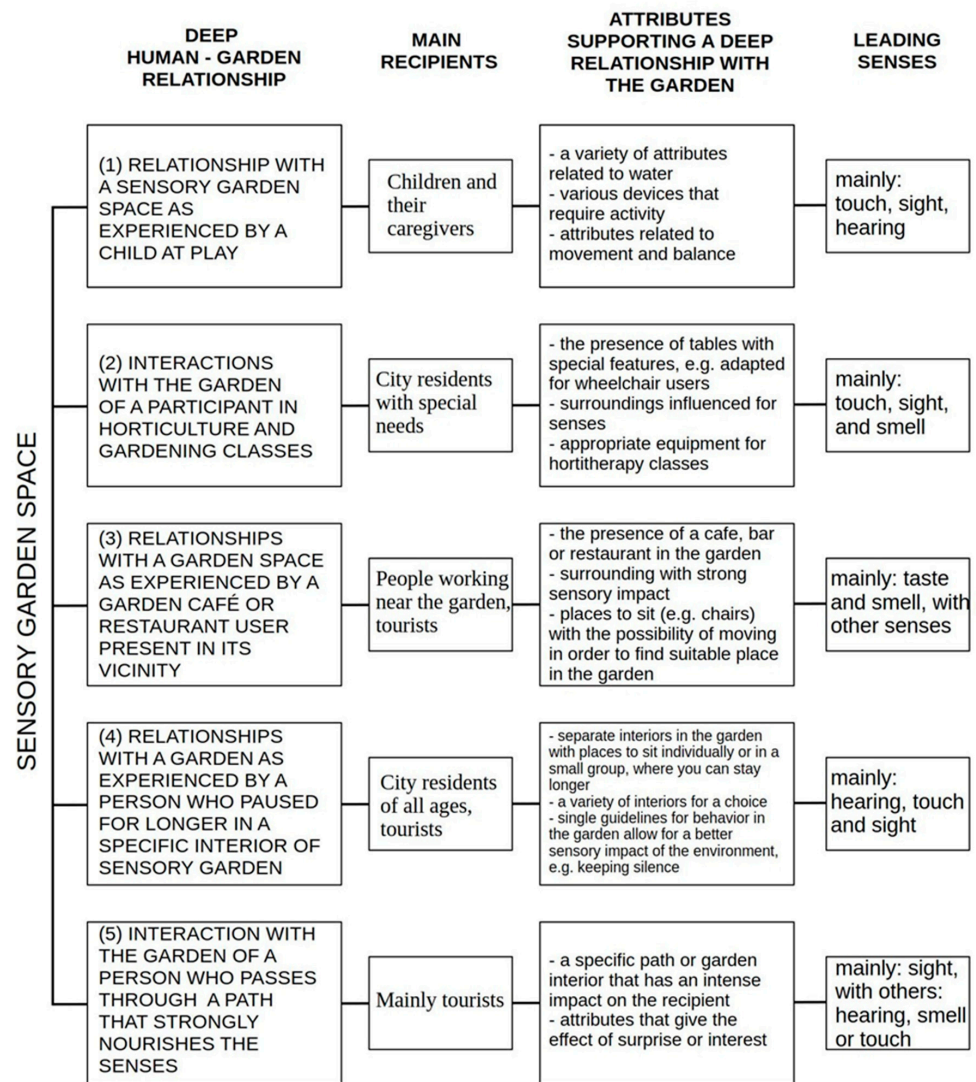 DEEP
HUMAN - GARDEN
RELATIONSHIP
MAIN
RECIPIENTS
ATTRIBUTES
SUPPORTING A DEEP
RELATIONSHIP WITH
THE GARDEN
LEADING
SENSES
SENSORY GARDEN SPACE
(1) RELATIONSHIP WITH
A SENSORY GARDEN
SPACE AS
EXPERIENCED BY A
CHILD AT PLAY
Children and
their
caregivers
- a variety of attributes
related to water
- various devices that
require activity
- attributes related to
movement and balance
mainly:
touch, sight,
hearing
(2) INTERACTIONS
WITH THE GARDEN
OF A PARTICIPANT IN
HORTICULTURE AND
GARDENING CLASSES
City residents
with special
needs
- the presence of tables with
special features, e.g. adapted
for wheelchair users
- surroundings influenced for
senses
- appropriate equipment for
hortitherapy classes
mainly:
touch, sight,
and smell
(3) RELATIONSHIPS
WITH A GARDEN SPACE
AS EXPERIENCED BY A
GARDEN CAFÉ OR
RESTAURANT USER
PRESENT IN ITS
VICINITY
People working
near the garden,
tourists
- the presence of a cafe, bar
or restaurant in the garden
- surrounding with strong
sensory impact
- places to sit (e.g. chairs)
with the possibility of moving
in order to find suitable place
in the garden
mainly: taste
and smell, with
other senses
(4) RELATIONSHIPS
WITH A GARDEN AS
EXPERIENCED BY A
PERSON WHO PAUSED
FOR LONGER IN A
SPECIFIC INTERIOR OF
SENSORY GARDEN
City residents
of all ages,
tourists
- separate interiors in the garden
with places to sit individually or in a
small group, where you can stay
longer
- a variety of interiors for a choice
- single guidelines for behavior in
the garden allow for a better
sensory impact of the environment,
e.g. keeping silence
mainly:
hearing, touch
and sight
(5) INTERACTION WITH
THE GARDEN OF A
PERSON WHO PASSES
THROUGH A PATH
THAT STRONGLY
NOURISHES THE
SENSES
Mainly tourists
- a specific path or garden
interior that has an intense
impact on the recipient
- attributes that give the
effect of surprise or interest
mainly: sight,
with others:
hearing, smell
or touch